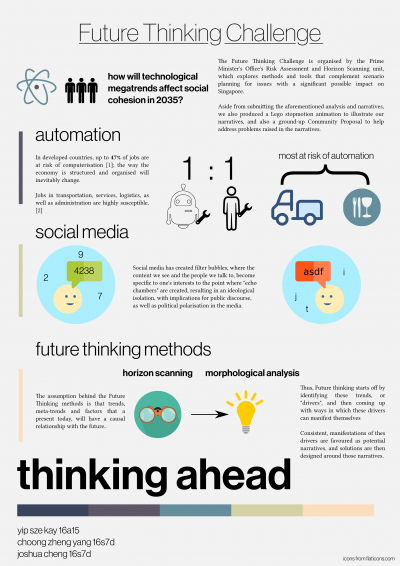 Future Thinking Challenge
how will technological
megatrends affect social
cohesion in 2035?
The Future Thinking Challenge is organised by the Prime
Minister's Office's Risk Assessment and Horizon Scanning unit,
which explores methods and tools that complement scenario
planning for issues with a significant possible impact on
Singapore.
Aside from submitting the aforementioned analysis and narratives,
we also produced a Lego stopmotion animation to illustrate our
narratives, and also a ground-up Community Proposal to help
address problems raised in the narratives.
automation
In developed countries, up to 47% of jobs are
at risk of computerisation [1]; the way the
economy is structured and organised will
inevitably change.
Jobs in transportation, services, logistics, as
well as administration are highly susceptible.
[2]
1 : 1
most at risk of automation
social media
9
4238
2
7
Social media has created filter bubbles, where the
content we see and the people we talk to, become
specific to one's interests to the point where "echo
chambers" are created, resulting in an ideological
isolation, with implications for public discourse,
as well as political polarisation in the media.
asdf
i
j
t
future thinking methods
horizon scanning
morphological analysis
The assumption behind the Future
Thinking methods is that trends,
meta-trends and factors that a
present today, will have a causal
relationship with the future..
Thus, Future thinking starts off by
identifying these trends, or
"drivers", and then coming up
with ways in which these drivers
can manifest themselves
Consistent, manifestations of thes
drivers are favoured as potential
narratives, and solutions are then
designed around those narratives.
thinking ahead
yip sze kay 16a15
choong zheng yang 16s7d
joshua cheng 16s7d
icons from flaticons.com